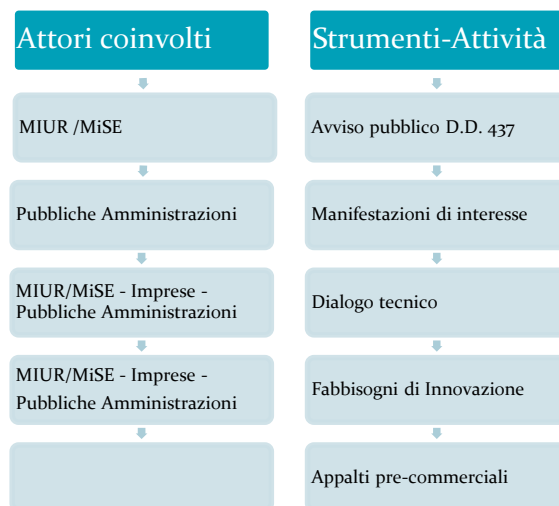 Attori coinvolti
MIUR /MiSE
Pubbliche Amministrazioni
MIUR/MiSE - Imprese -
Pubbliche Amministrazioni
MIUR/MiSE - Imprese -
Pubbliche Amministrazioni
Strumenti-Attività
Avviso pubblico D.D. 437
Manifestazioni di interesse
Dialogo tecnico
Fabbisogni di Innovazione
Appalti pre-commerciali